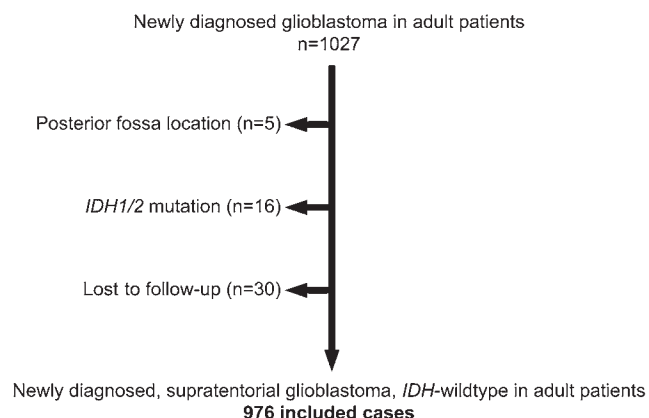 Newly diagnosed glioblastoma in adult patients
n=1027
Posterior fossa location (n=5)
IDH1/2 mutation (n=16)
Lost to follow-up (n=30)
Newly diagnosed, supratentorial glioblastoma, IDH-wildtype in adult patients
976 included cases